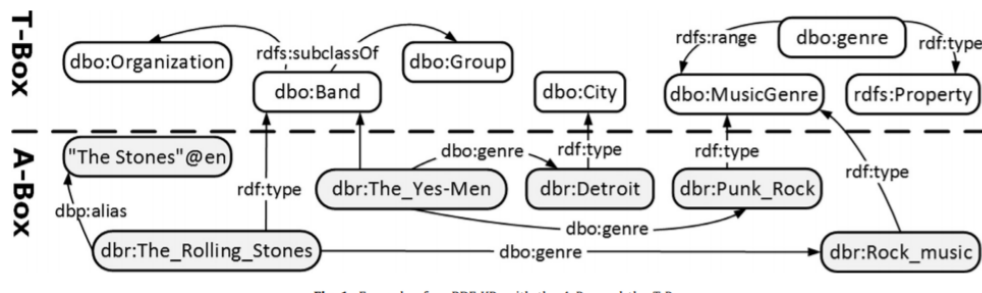 T-Box
dbo:Organization
rdfs:subclassOf
dbo:Group
dbo:Band
dbo:City
rdfs:range
dbo:genre
rdf:type
dbo:MusicGenre
rdfs:Property
A-Box
"The Stones"@en
dbp:alias
rdf:type
dbr:The_Yes-Men
dbo:genre
rdf:type
dbr:Detroit
rdf:type
dbr:Punk_Rock
rdf:type
dbo:genre
dbr:The_Rolling_Stones
dbo:genre
dbr:Rock_music